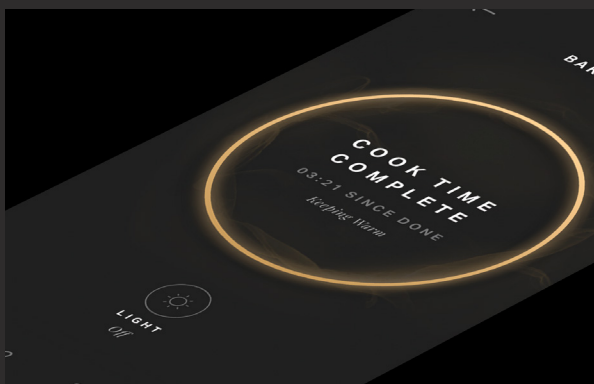 COOK TIME
COMPLETE
03:21 SINCE DONE
Keeping Warm
LIGHT
Off